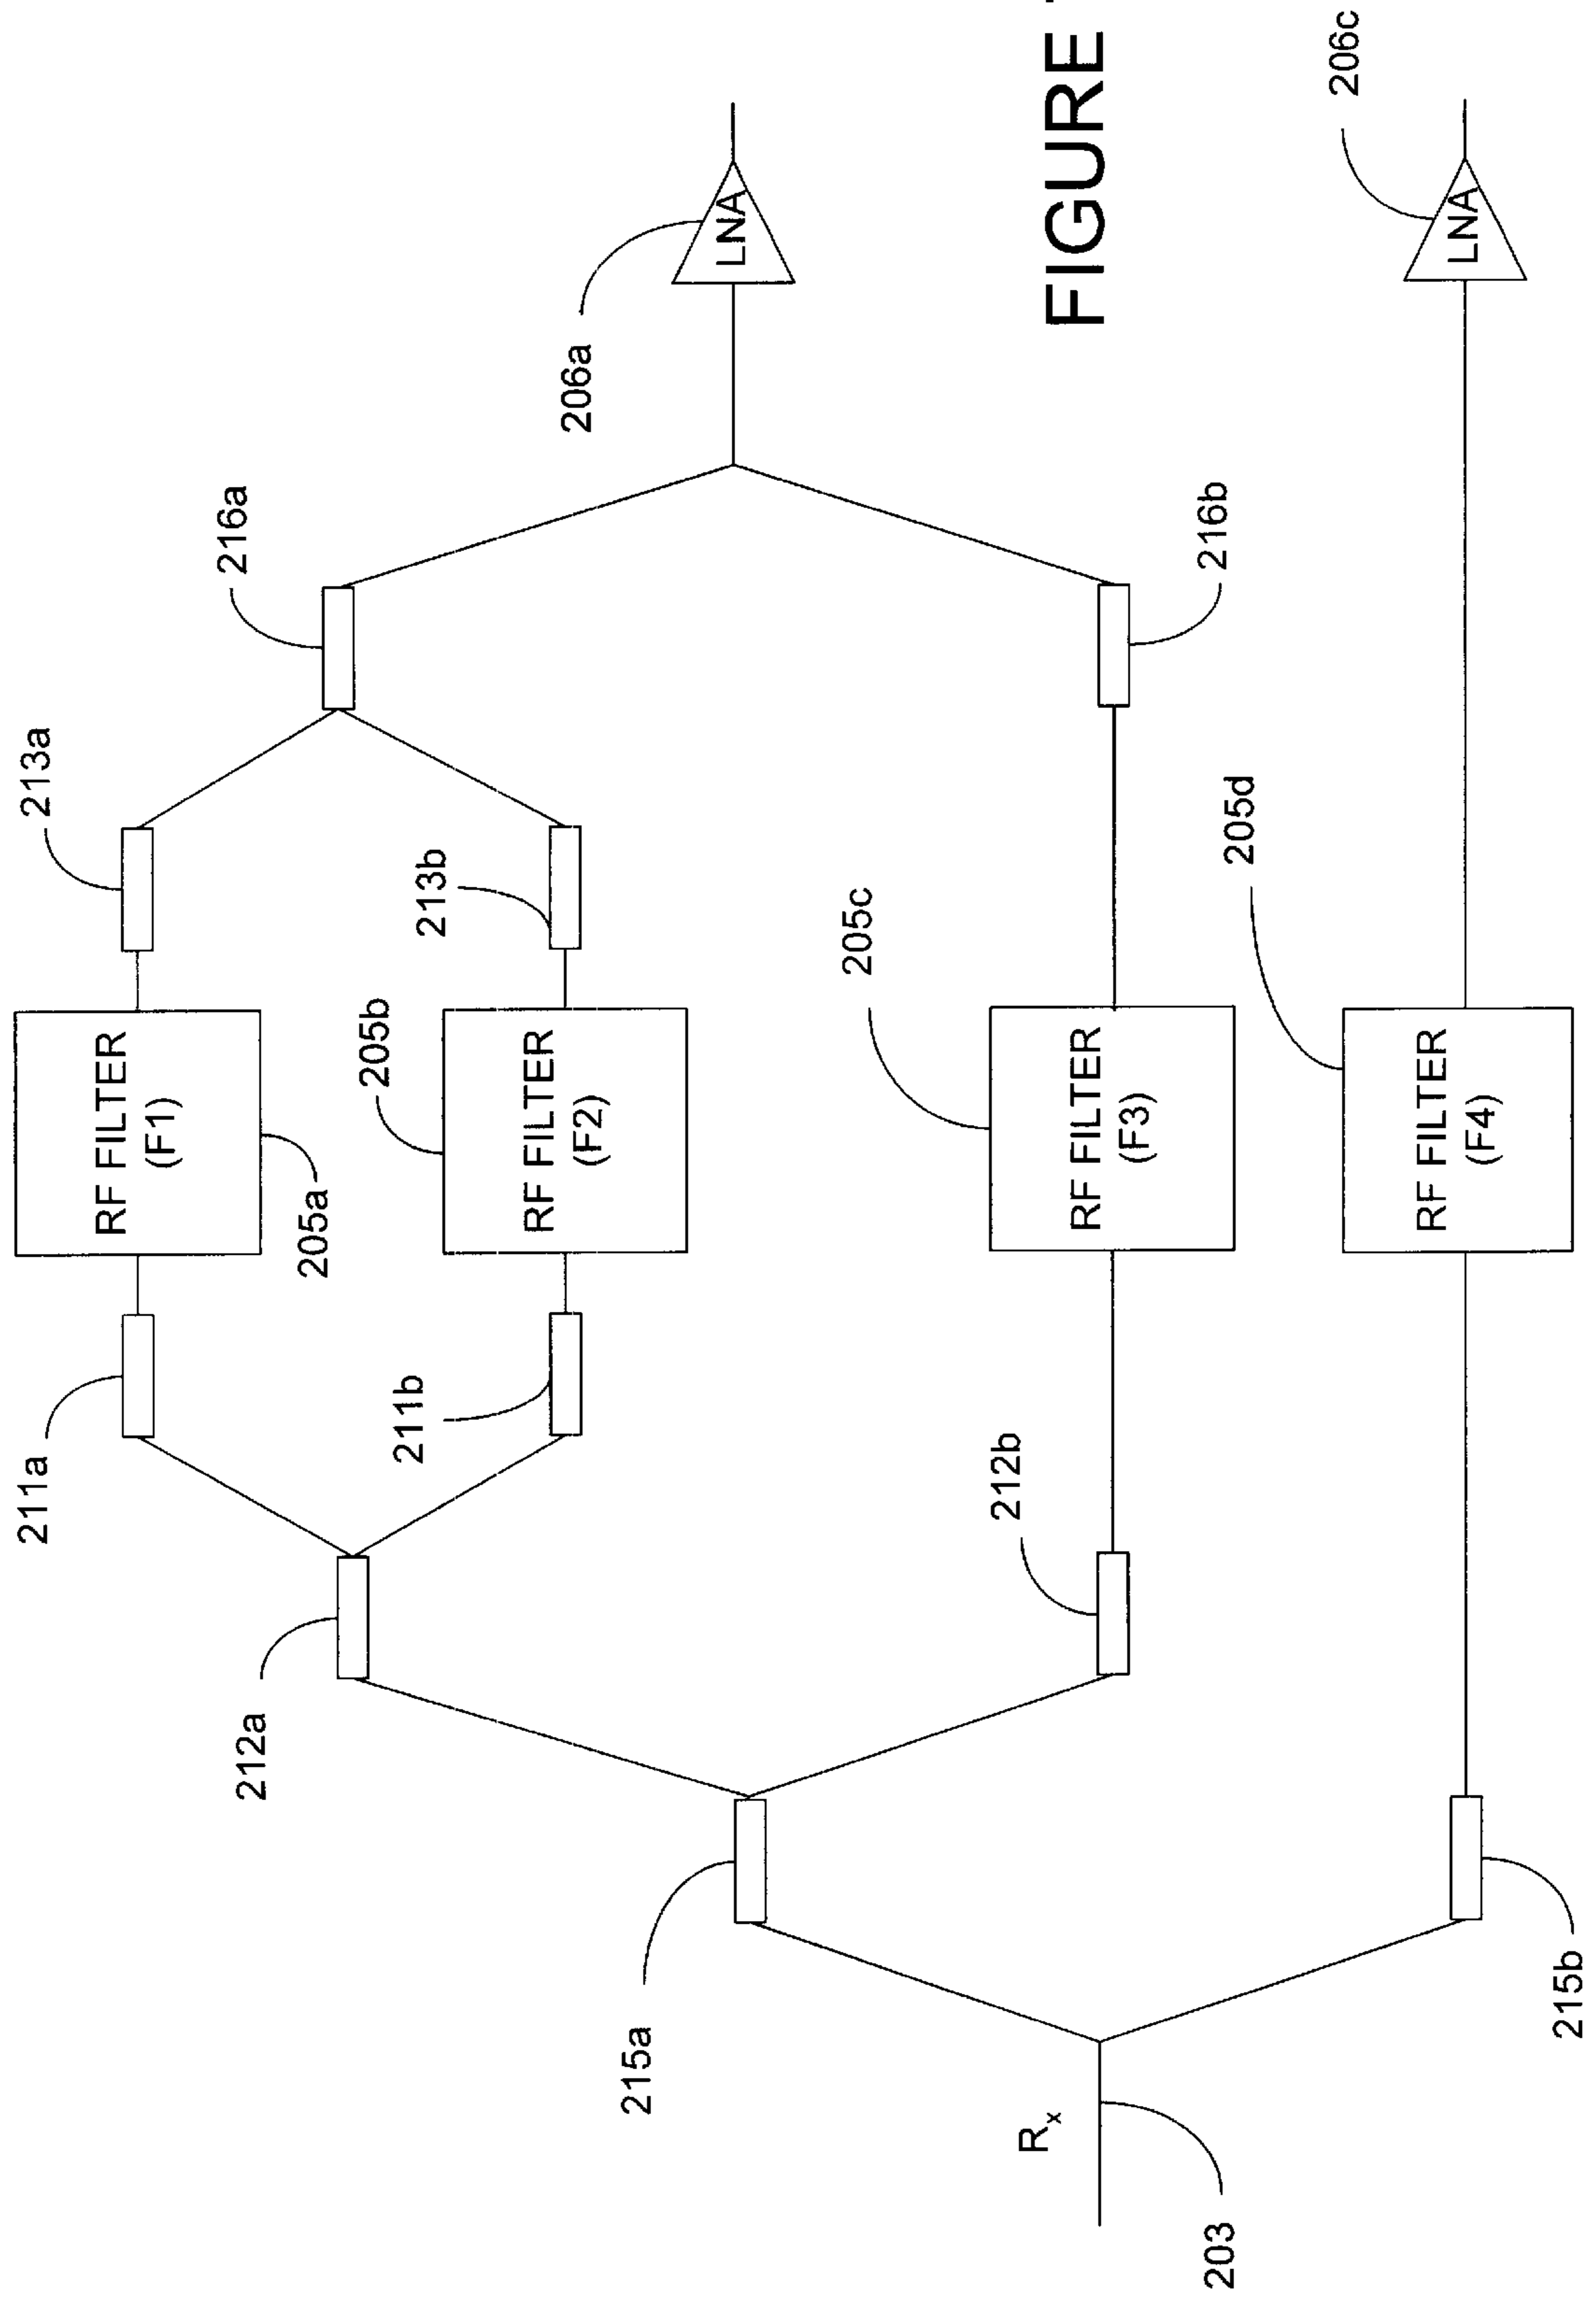 211a
213a
RF FILTER
(F1)
205a
216a
212a
205b
211b
RF FILTER
(F2)
213b
206a
LNA
215a
205c
212b
RF FILTER
(F3)
216b
R x
203
FIGURE
205d
RF FILTER
(F4)
215b
206c
LNA